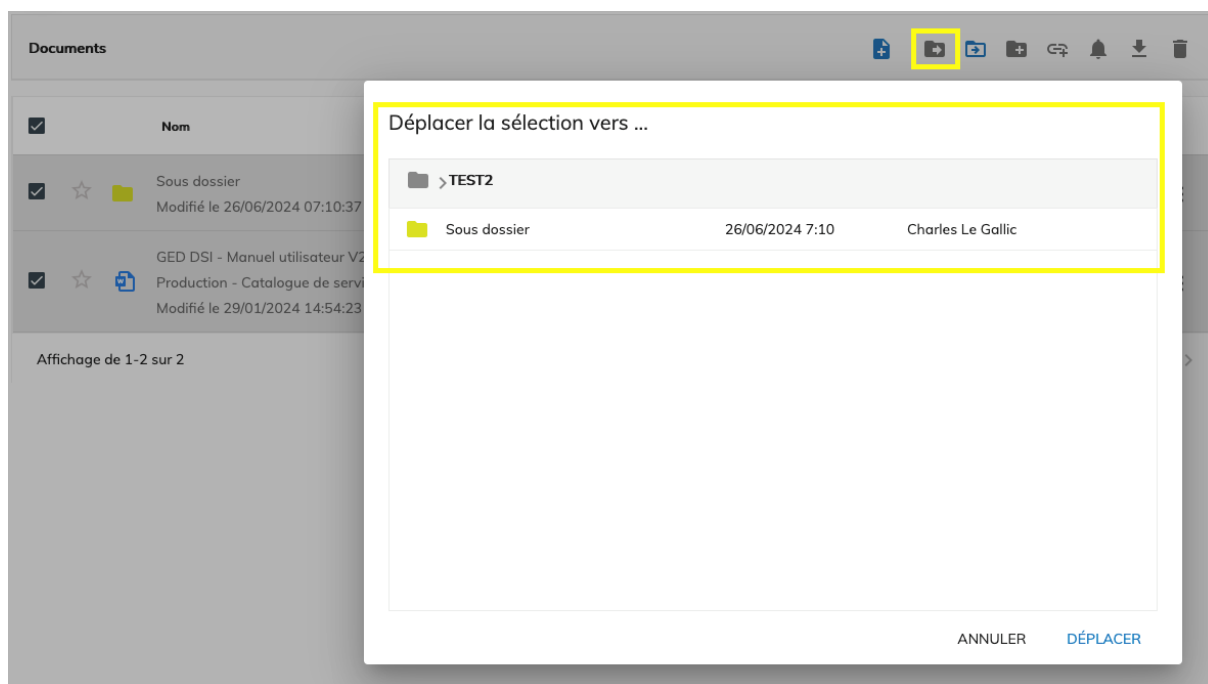 Documents
Nom
Sous dossier
Modifié le 26/06/2024 07:10:37
GED DSI - Manuel utilisateur V2
Production - Catalogue de servi
Modifié le 29/01/2024 14:54:23
Affichage de 1-2 sur 2
Déplacer la sélection vers ...
TEST2
Sous dossier 26/06/2024 7:10 Charles Le Gallic
ANNULER DÉPLACER